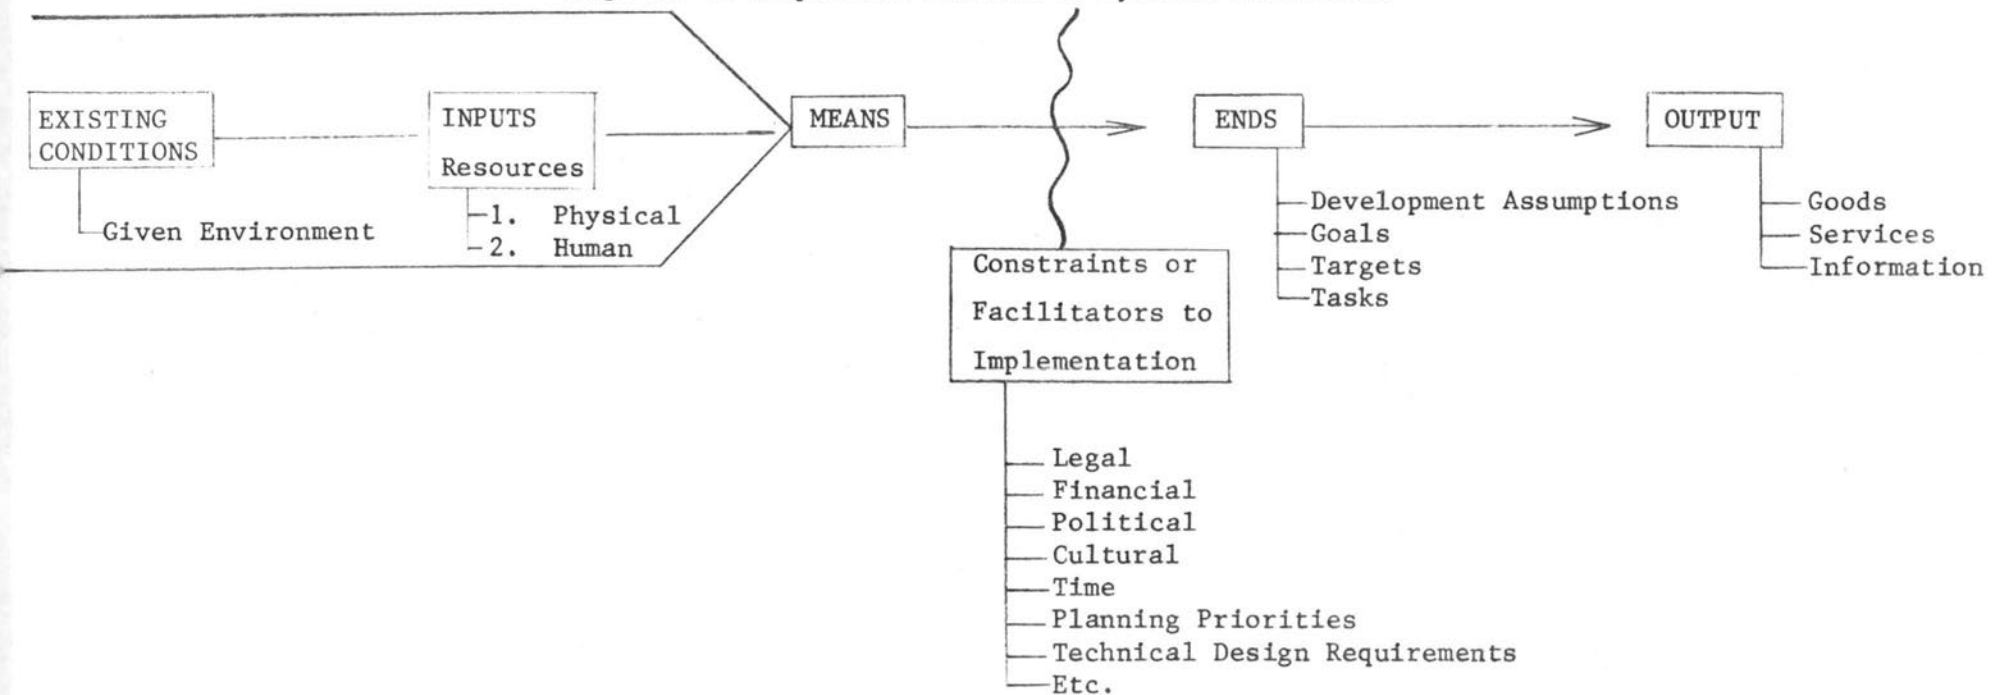 EXISTING
CONDITIONS
Given Environment
INPUTS
Resources
1. Physical
2. Human
MEANS
Constraints or
Facilitators to
Implementation
Legal
Financial
Political
Cultural
Time
Planning Priorities
Technical Design Requirements
Etc.
ENDS
Development Assumptions
Goals
Targets
Tasks
OUTPUT
Goods
Services
Information